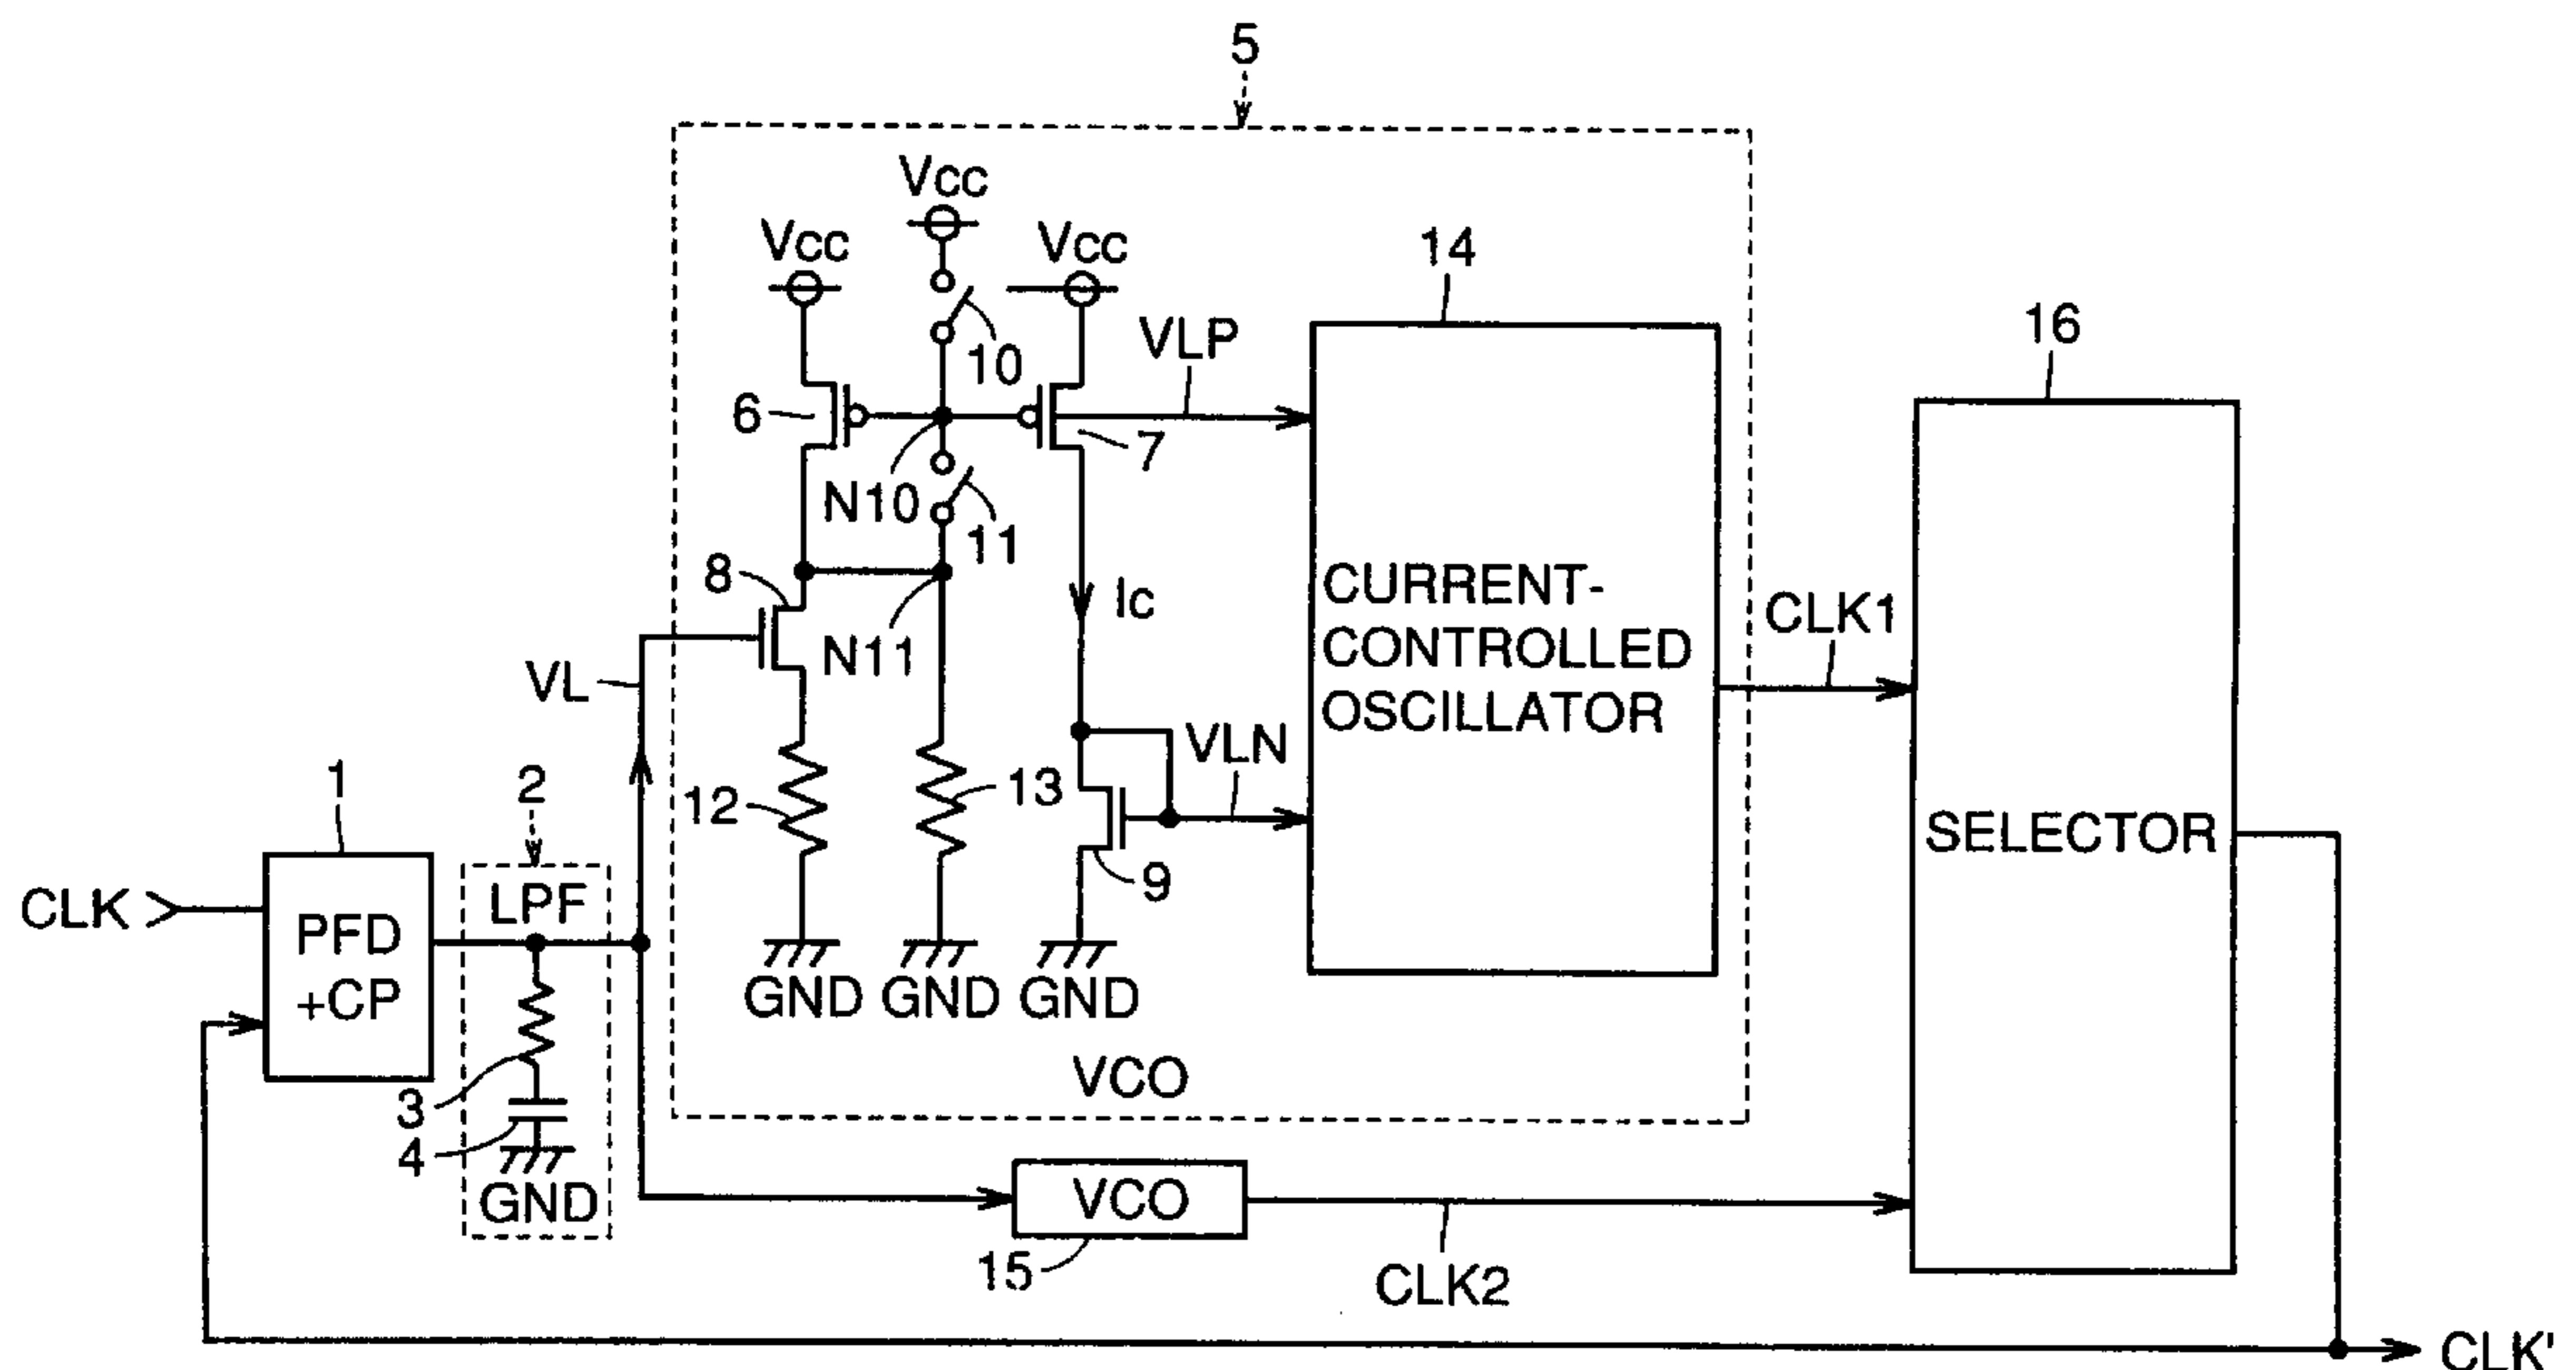 5
Vcc
Vcc
Vcc
14
10
VLP
16
6
7
N10
11
8
Ic
N11
CURRENT-
CONTROLLED
OSCILLATOR
CLK1
VL
VLN
1
2
12
13
SELECTOR
9
CLK
LPF
PFD
+CP
GND
GND
GND
VCO
3
4
GND
VCO
15
CLK2
CLK'